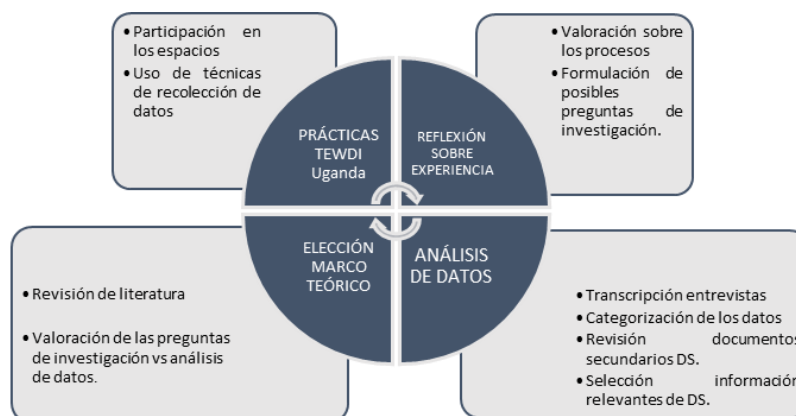 • Participación en
los espacios
• Uso de técnicas
de recolección de
datos
• Valoración sobre
los procesos
• Formulación de
posibles
preguntas de
investigación.
PRÁCTICAS
TEWDI
Uganda
REFLEXIÓN
SOBRE
EXPERIENCIA
ELECCIÓN
MARCO
TEÓRICO
ANÁLISIS
DE DATOS
• Revisión de literatura
• Valoración de las preguntas
de investigación vs análisis
de datos.
• Transcripción entrevistas
• Categorización de los datos
• Revisión documentos
secundarios DS.
• Selección información
relevantes de DS.